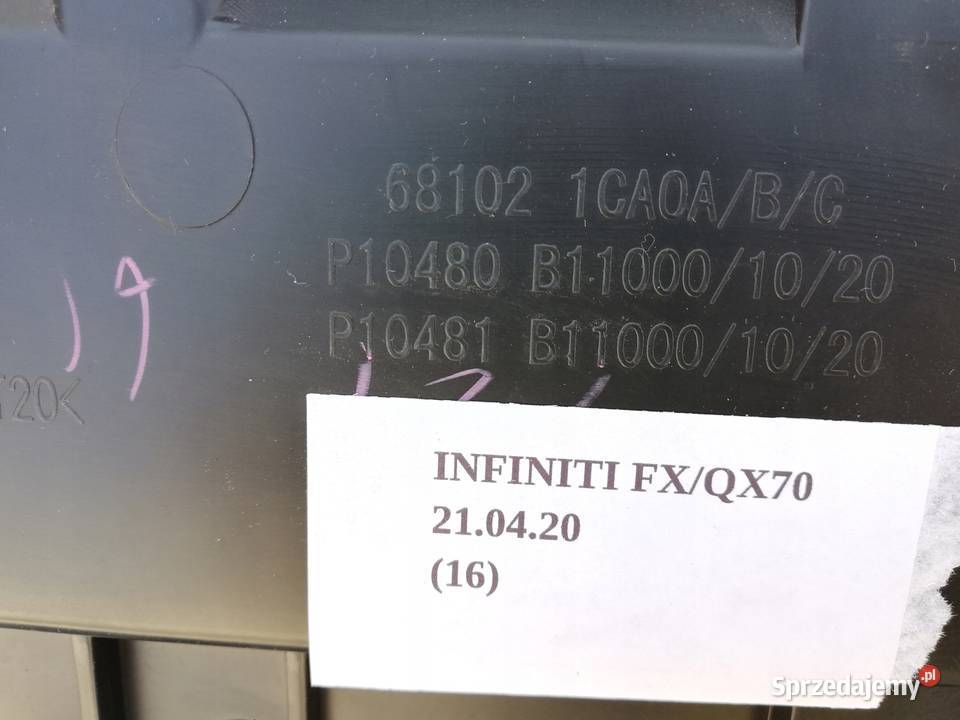 68102 1CA0A/B/C
P10480 B11000/10/20
P10481 B11000/10/20
T20<
INFINITI FX/QX70
21.04.20
(16)
Sprzedajemy.pl